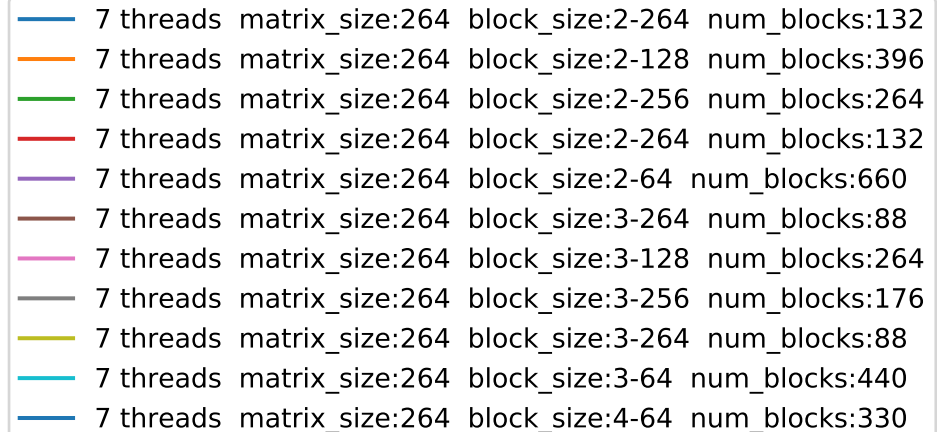 7 threads  matrix_size:264  block_size:2-264  num_blocks:132
7 threads  matrix_size:264  block_size:2-128  num_blocks:396
7 threads  matrix_size:264  block_size:2-256  num_blocks:264
7 threads  matrix_size:264  block_size:2-264  num_blocks:132
7 threads  matrix_size:264  block_size:2-64  num_blocks:660
7 threads  matrix_size:264  block_size:3-264  num_blocks:88
7 threads  matrix_size:264  block_size:3-128  num_blocks:264
7 threads  matrix_size:264  block_size:3-256  num_blocks:176
7 threads  matrix_size:264  block_size:3-264  num_blocks:88
7 threads  matrix_size:264  block_size:3-64  num_blocks:440
7 threads  matrix_size:264  block_size:4-64  num_blocks:330